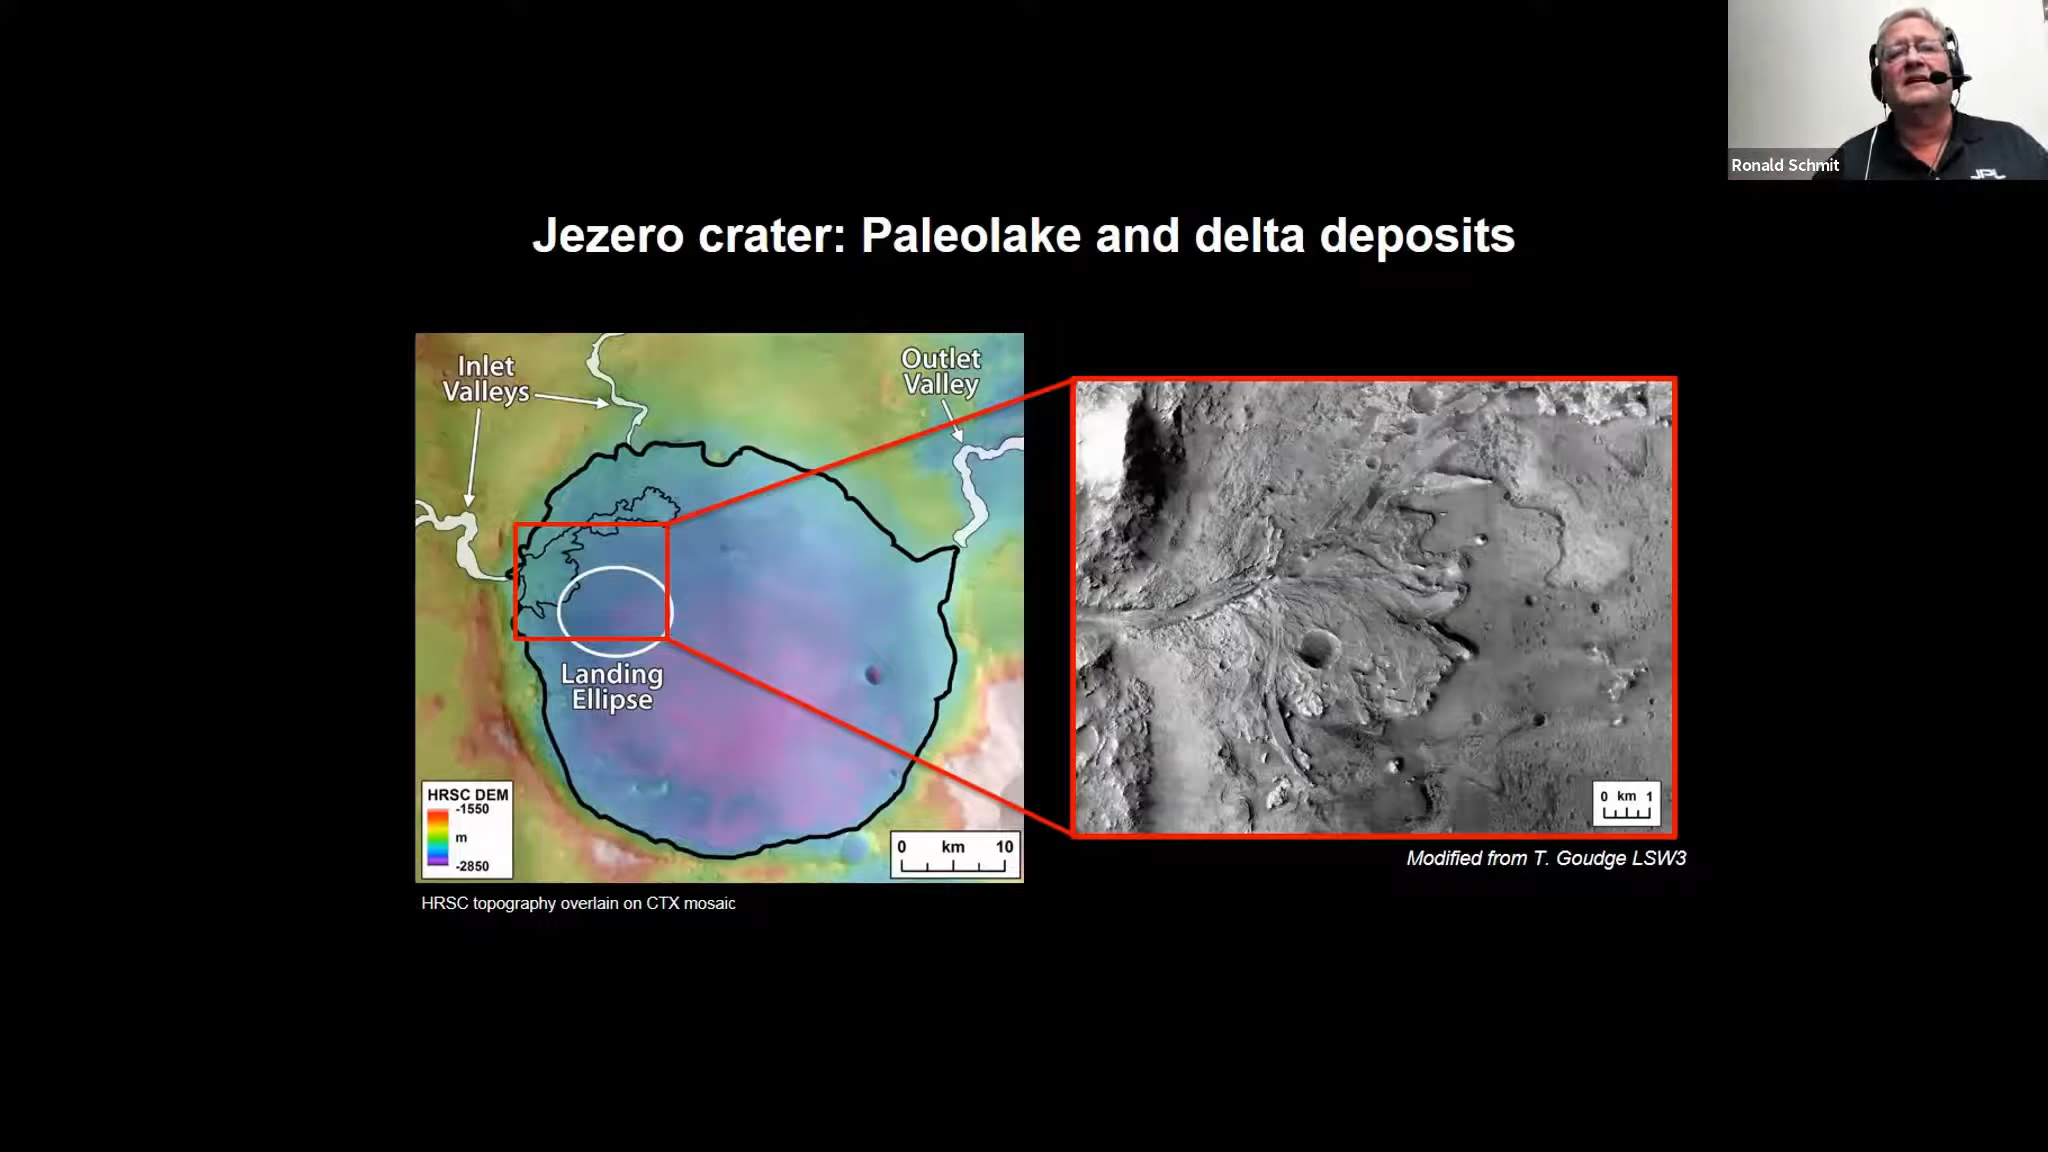 JPL
Ronald Schmit
Jezero crater: Paleolake and delta deposits
Inlet
Valleys
Outlet
Valley
Landing
Ellipse
HRSC DEM
-1550
m
-2850
0 km 10
0 km 1
Modified from T. Goudge LSW3
HRSC topography overlain on CTX mosaic